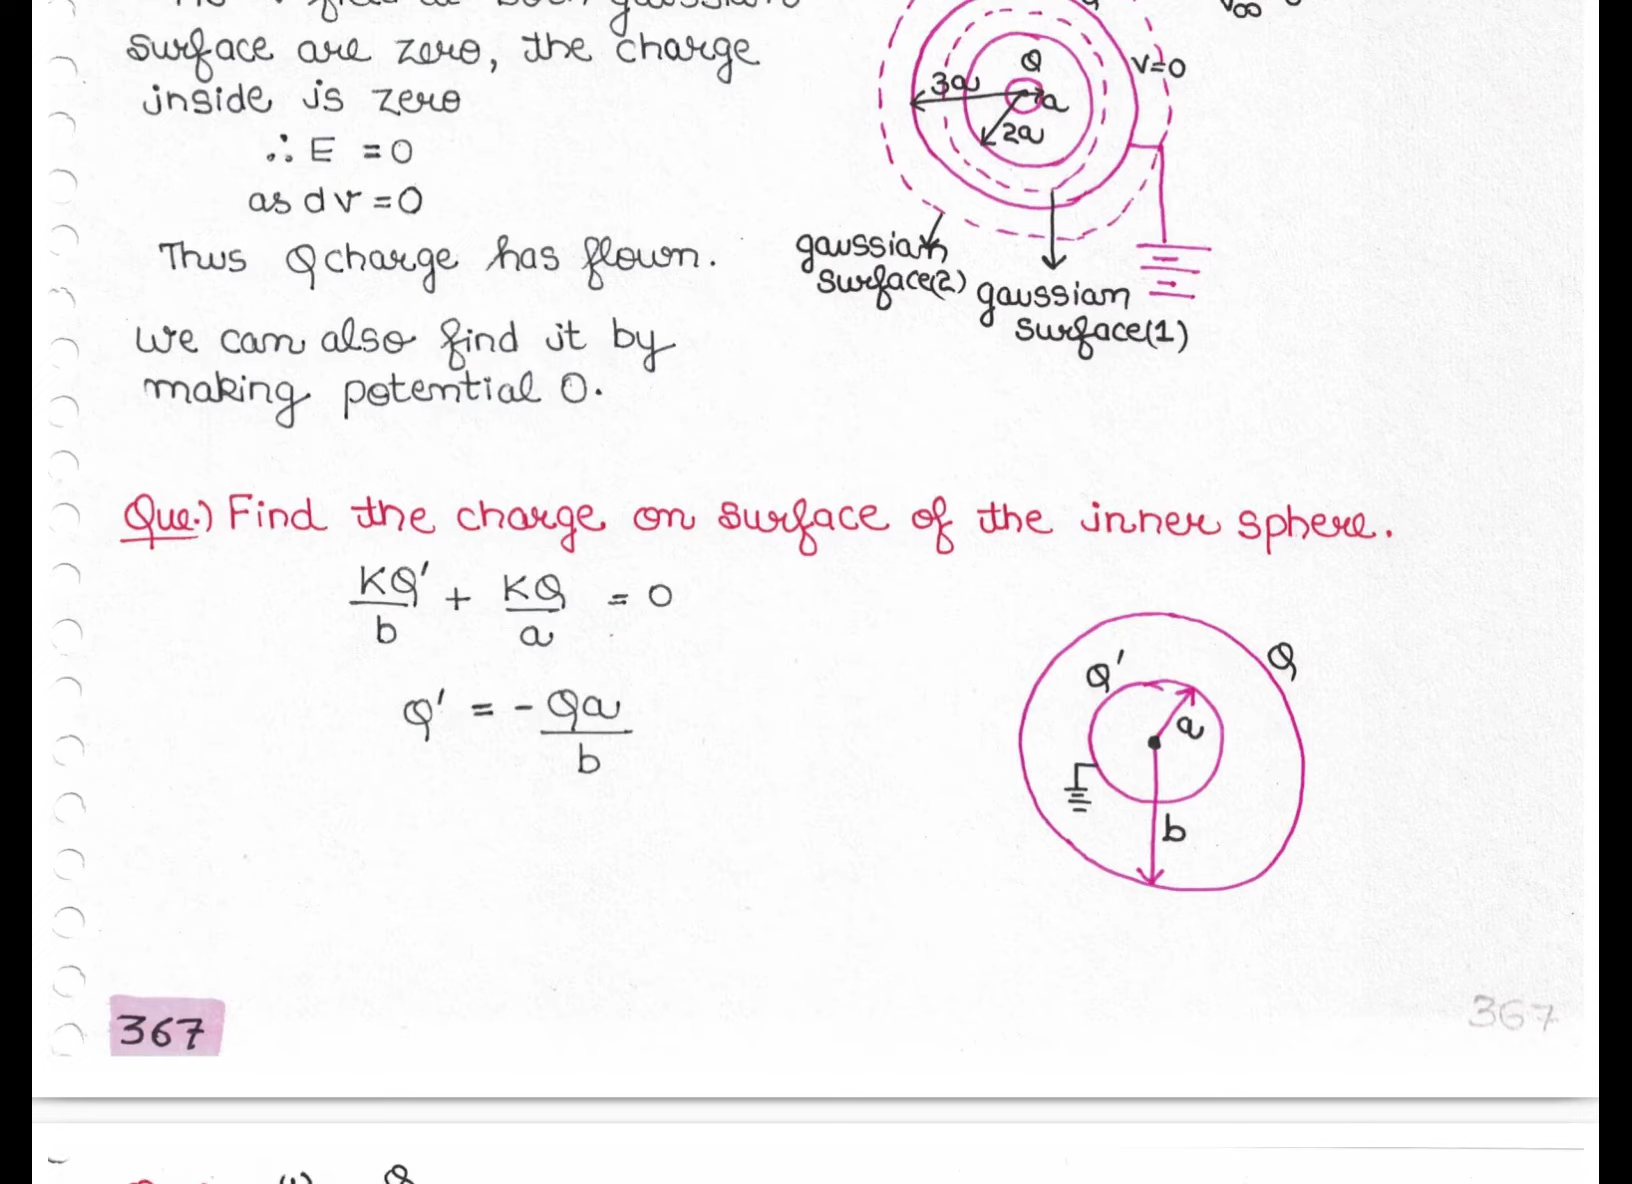 surface are zero, the charge
inside is zero
∴ E = 0
as dv = 0
Thus Q charge has flown.
we can also find it by
making potential 0.
Q
3a
a
2a
V=0
V∞
gaussian
surface(2)
gaussian
surface(1)
Que.) Find the charge on surface of the inner sphere.
KQ'/b + KQ/a = 0
Q' = -Qa/b
Q'
Q
a
b
367
367